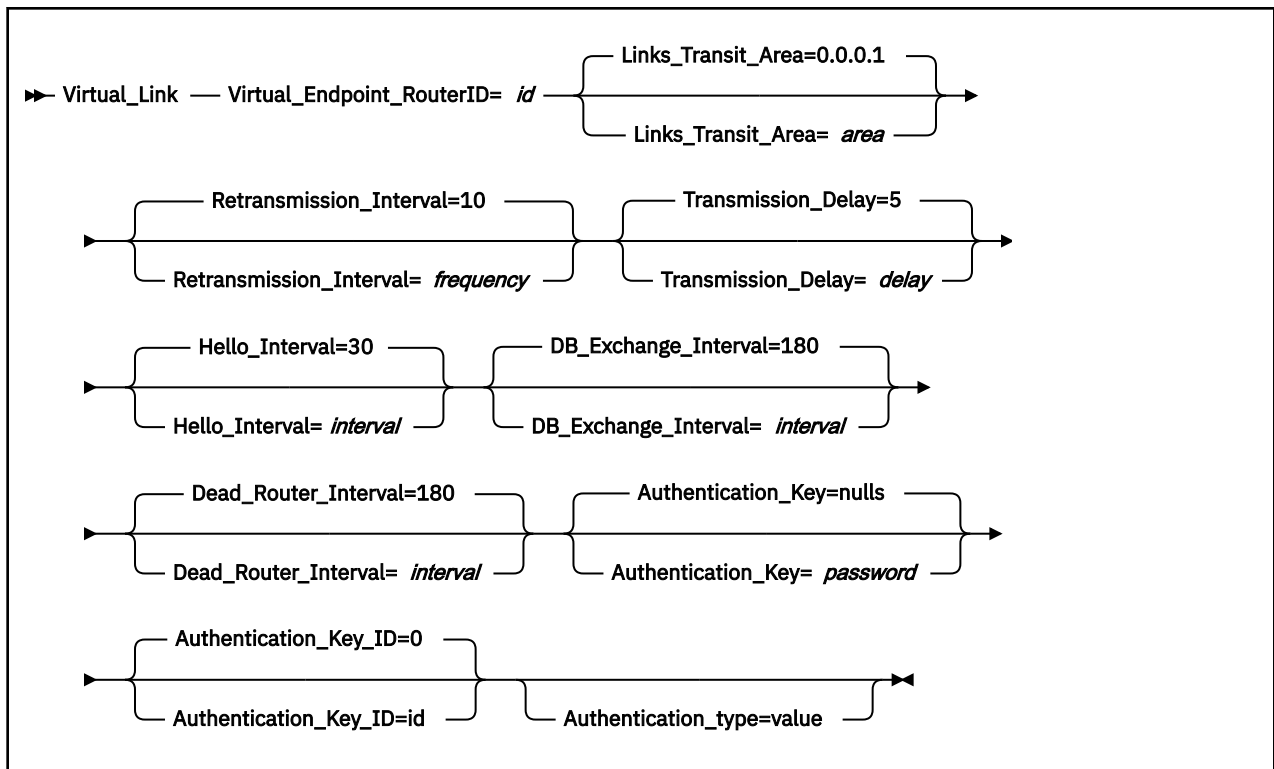 Links_Transit_Area=0.0.0.1
Virtual_Link Virtual_Endpoint_RouterID= id
Links_Transit_Area= area
Retransmission_Interval=10 Transmission_Delay=5
Retransmission_Interval= frequency Transmission_Delay= delay
Hello_Interval=30 DB_Exchange_Interval=180
Hello_Interval= interval DB_Exchange_Interval= interval
Dead_Router_Interval=180 Authentication_Key=nulls
Dead_Router_Interval= interval Authentication_Key= password
Authentication_Key_ID=0
Authentication_Key_ID=id Authentication_type=value